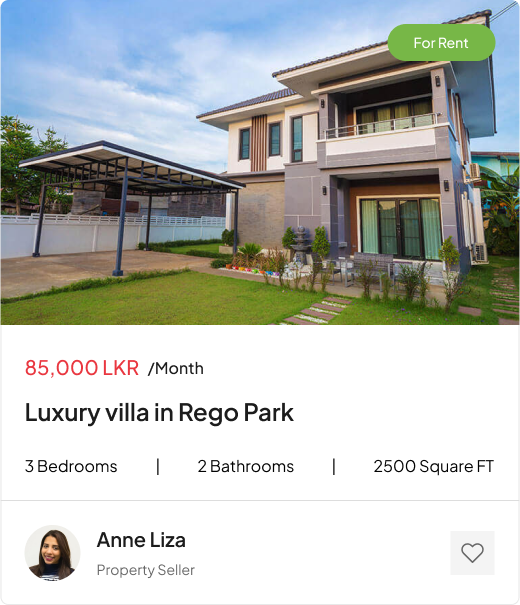 For Rent
85,000 LKR /Month
Luxury villa in Rego Park
3 Bedrooms | 2 Bathrooms | 2500 Square FT
Anne Liza
Property Seller